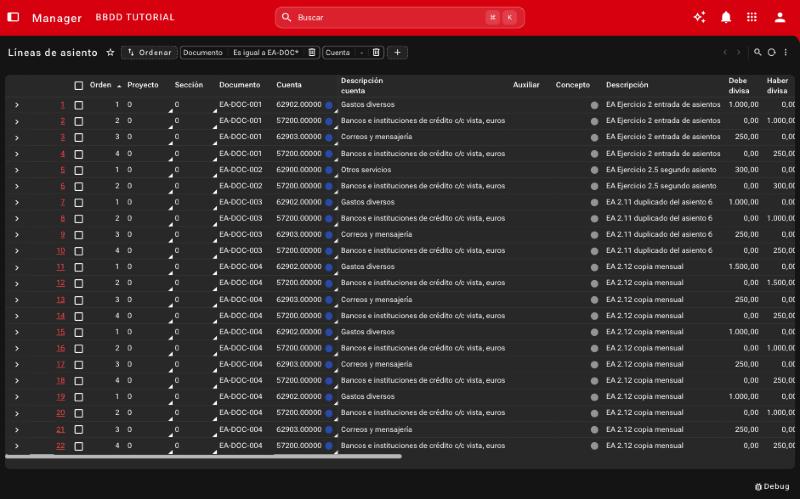 Manager BBDD TUTORIAL Buscar ⌘ K
Líneas de asiento Ordenar Documento Es igual a EA-DOC* Cuenta - +
Orden Proyecto Sección Documento Cuenta Descripción cuenta Auxiliar Concepto Descripción Debe divisa Haber divisa
1 1 0 0 EA-DOC-001 62902.00000 Gastos diversos EA Ejercicio 2 entrada de asientos 1.000,00 0,00
2 2 0 0 EA-DOC-001 57200.00000 Bancos e instituciones de crédito c/c vista, euros EA Ejercicio 2 entrada de asientos 0,00 1.000,0
3 3 0 0 EA-DOC-001 62903.00000 Correos y mensajería EA Ejercicio 2 entrada de asientos 250,00 0,00
4 4 0 0 EA-DOC-001 57200.00000 Bancos e instituciones de crédito c/c vista, euros EA Ejercicio 2 entrada de asientos 0,00 250,0
5 1 0 0 EA-DOC-002 62900.00000 Otros servicios EA Ejercicio 2.5 segundo asiento 300,00 0,00
6 2 0 0 EA-DOC-002 57200.00000 Bancos e instituciones de crédito c/c vista, euros EA Ejercicio 2.5 segundo asiento 0,00 300,0
7 1 0 0 EA-DOC-003 62902.00000 Gastos diversos EA 2.11 duplicado del asiento 6 1.000,00 0,00
8 2 0 0 EA-DOC-003 57200.00000 Bancos e instituciones de crédito c/c vista, euros EA 2.11 duplicado del asiento 6 0,00 1.000,0
9 3 0 0 EA-DOC-003 62903.00000 Correos y mensajería EA 2.11 duplicado del asiento 6 250,00 0,00
10 4 0 0 EA-DOC-003 57200.00000 Bancos e instituciones de crédito c/c vista, euros EA 2.11 duplicado del asiento 6 0,00 250,0
11 1 0 0 EA-DOC-004 62902.00000 Gastos diversos EA 2.12 copia mensual 1.500,00 0,00
12 2 0 0 EA-DOC-004 57200.00000 Bancos e instituciones de crédito c/c vista, euros EA 2.12 copia mensual 0,00 1.500,0
13 3 0 0 EA-DOC-004 62903.00000 Correos y mensajería EA 2.12 copia mensual 250,00 0,00
14 4 0 0 EA-DOC-004 57200.00000 Bancos e instituciones de crédito c/c vista, euros EA 2.12 copia mensual 0,00 250,0
15 1 0 0 EA-DOC-004 62902.00000 Gastos diversos EA 2.12 copia mensual 1.000,00 0,00
16 2 0 0 EA-DOC-004 57200.00000 Bancos e instituciones de crédito c/c vista, euros EA 2.12 copia mensual 0,00 1.000,0
17 3 0 0 EA-DOC-004 62903.00000 Correos y mensajería EA 2.12 copia mensual 250,00 0,00
18 4 0 0 EA-DOC-004 57200.00000 Bancos e instituciones de crédito c/c vista, euros EA 2.12 copia mensual 0,00 250,0
19 1 0 0 EA-DOC-004 62902.00000 Gastos diversos EA 2.12 copia mensual 1.000,00 0,00
20 2 0 0 EA-DOC-004 57200.00000 Bancos e instituciones de crédito c/c vista, euros EA 2.12 copia mensual 0,00 1.000,0
21 3 0 0 EA-DOC-004 62903.00000 Correos y mensajería EA 2.12 copia mensual 250,00 0,00
22 4 0 0 EA-DOC-004 57200.00000 Bancos e instituciones de crédito c/c vista, euros EA 2.12 copia mensual 0,00 250,0
Debug